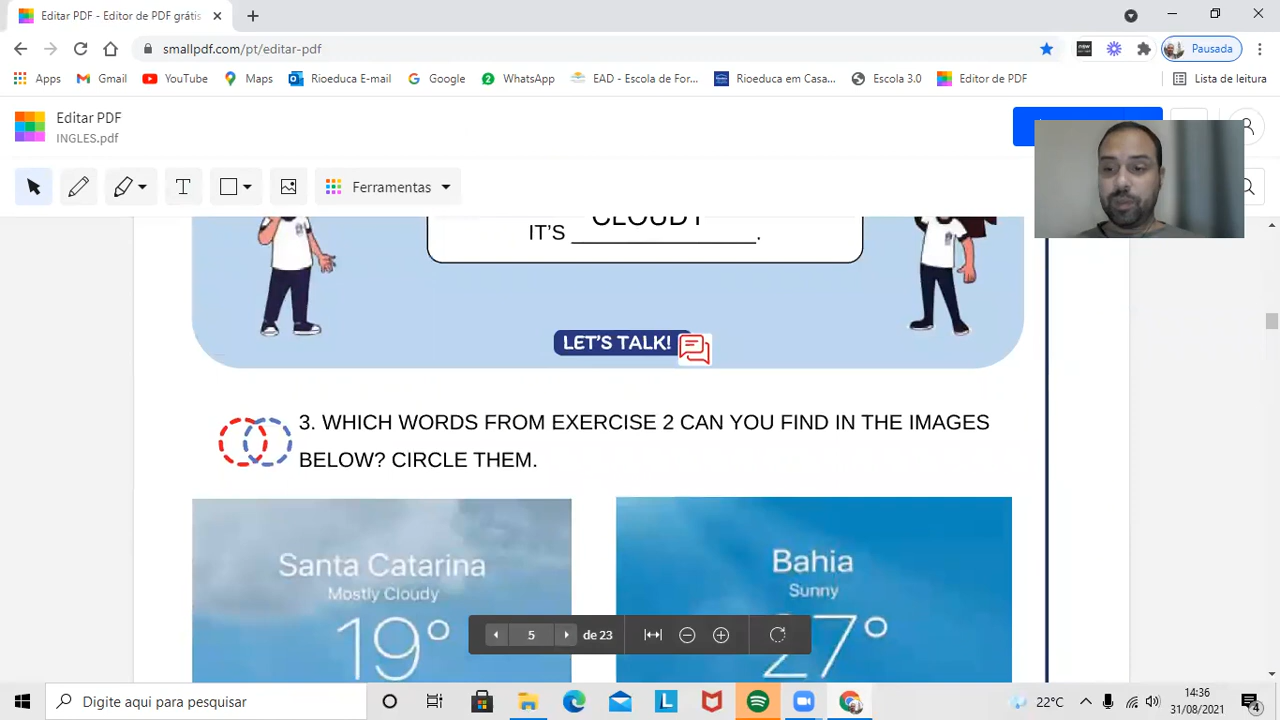 Editar PDF - Editor de PDF grátis
smallpdf.com/pt/editar-pdf
Pausada
Apps
Gmail
YouTube
Maps
Rioeduca E-mail
Google
WhatsApp
EAD - Escola de For...
Rioeduca em Casa...
Escola 3.0
Editor de PDF
Lista de leitura
Editar PDF
INGLES.pdf
T
Ferramentas
CLOUDY
IT'S ________________.
LET'S TALK!
3. WHICH WORDS FROM EXERCISE 2 CAN YOU FIND IN THE IMAGES
BELOW? CIRCLE THEM.
Santa Catarina
Mostly Cloudy
19°
Bahia
Sunny
27°
5 de 23
Digite aqui para pesquisar
22°C
14:36
31/08/2021
4